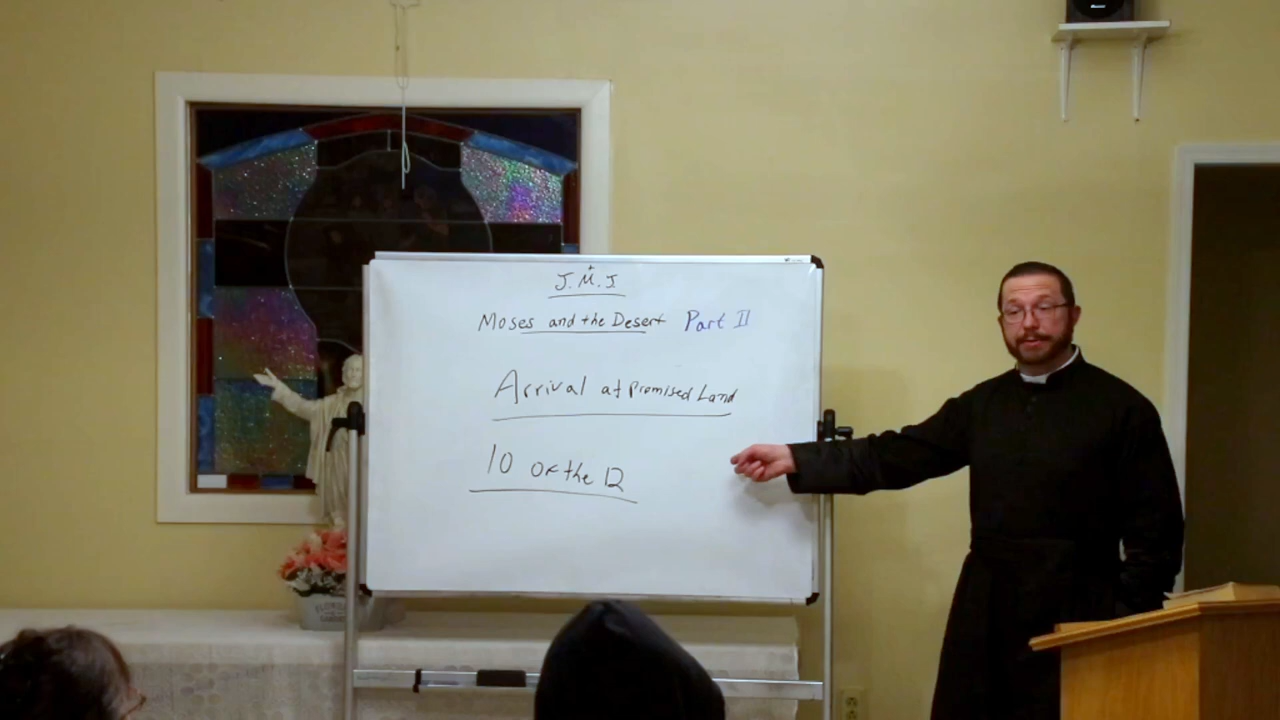 J.M.J.
Moses and the Desert Part II
Arrival at Promised Land
10 of the 12